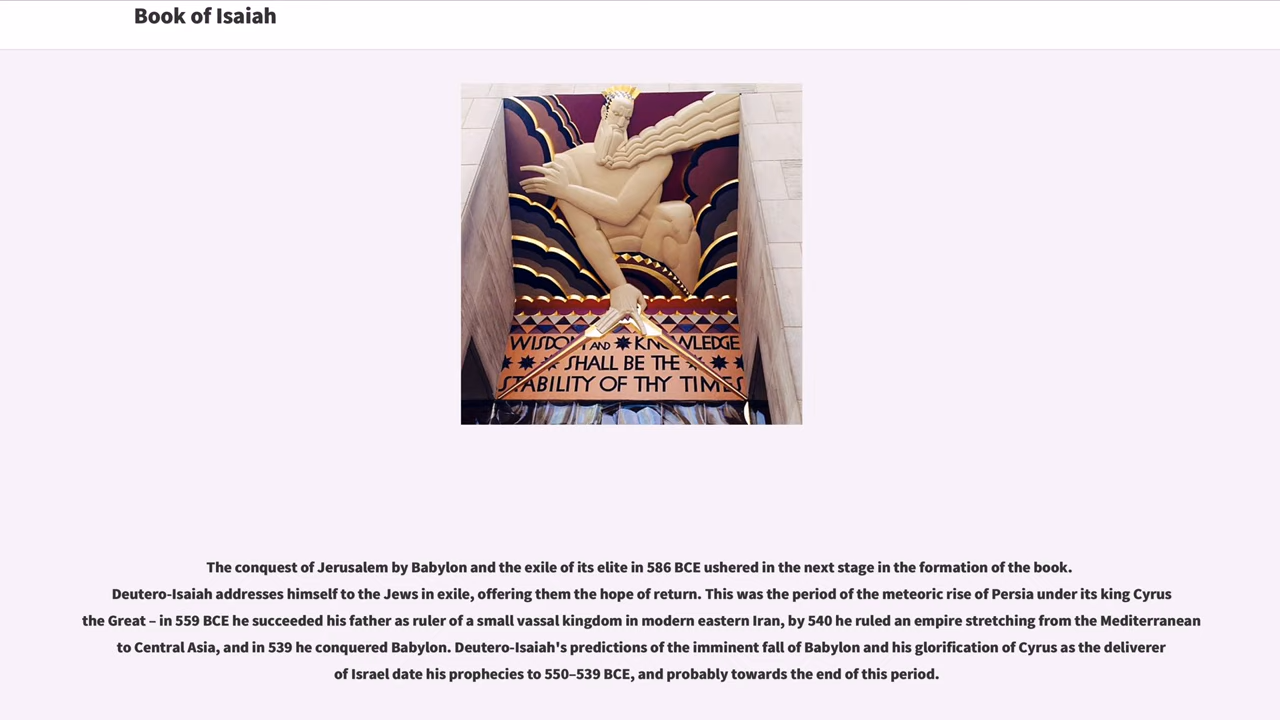 Book of Isaiah
WISDOM AND KNOWLEDGE
SHALL BE THE
STABILITY OF THY TIMES
The conquest of Jerusalem by Babylon and the exile of its elite in 586 BCE ushered in the next stage in the formation of the book.
Deutero-Isaiah addresses himself to the Jews in exile, offering them the hope of return. This was the period of the meteoric rise of Persia under its king Cyrus
the Great – in 559 BCE he succeeded his father as ruler of a small vassal kingdom in modern eastern Iran, by 540 he ruled an empire stretching from the Mediterranean
to Central Asia, and in 539 he conquered Babylon. Deutero-Isaiah's predictions of the imminent fall of Babylon and his glorification of Cyrus as the deliverer
of Israel date his prophecies to 550–539 BCE, and probably towards the end of this period.